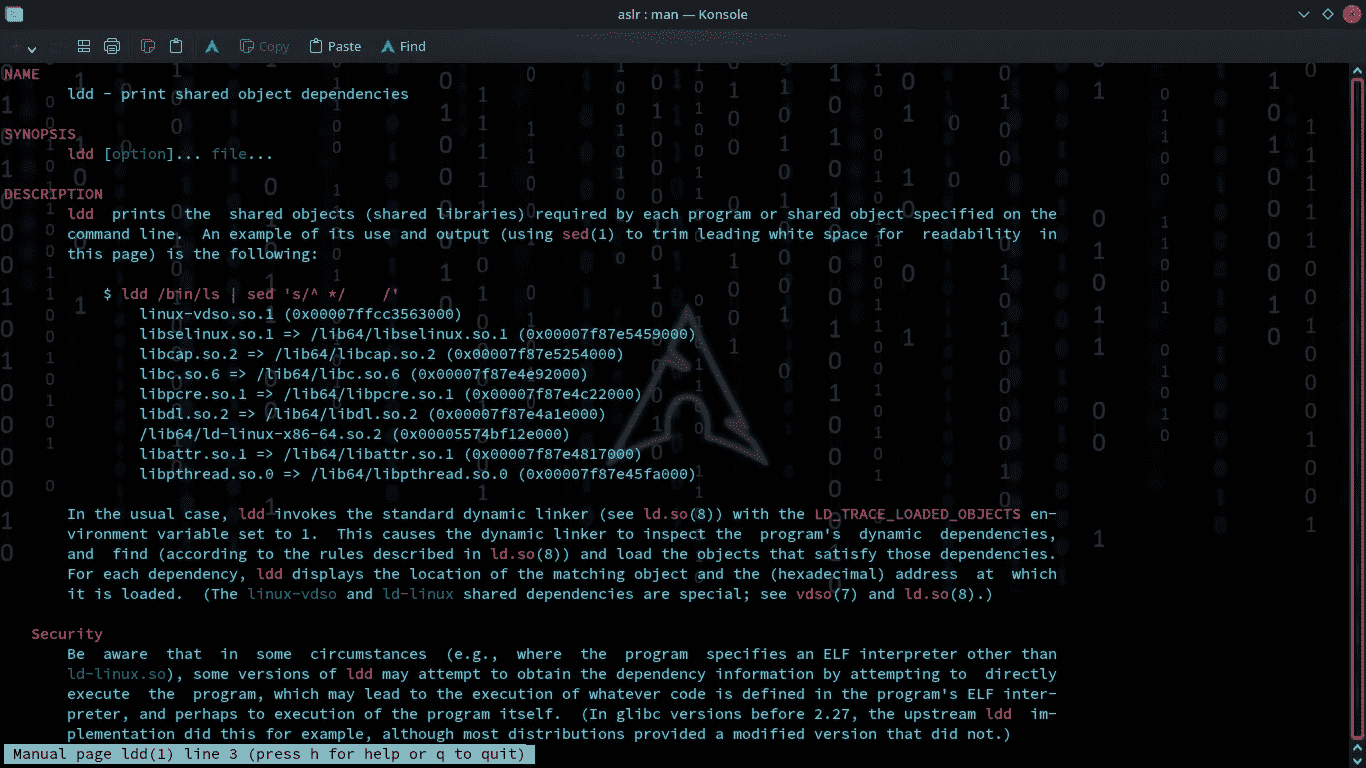 aslr : man — Konsole
Copy Paste Find
NAME
ldd - print shared object dependencies
SYNOPSIS
ldd [option]... file...
DESCRIPTION
ldd prints the shared objects (shared libraries) required by each program or shared object specified on the
command line. An example of its use and output (using sed(1) to trim leading white space for readability in
this page) is the following:
$ ldd /bin/ls | sed 's/^ */    /'
linux-vdso.so.1 (0x00007ffcc3563000)
libselinux.so.1 => /lib64/libselinux.so.1 (0x00007f87e5459000)
libcap.so.2 => /lib64/libcap.so.2 (0x00007f87e5254000)
libc.so.6 => /lib64/libc.so.6 (0x00007f87e4e92000)
libpcre.so.1 => /lib64/libpcre.so.1 (0x00007f87e4c22000)
libdl.so.2 => /lib64/libdl.so.2 (0x00007f87e4a1e000)
/lib64/ld-linux-x86-64.so.2 (0x00005574bf12e000)
libattr.so.1 => /lib64/libattr.so.1 (0x00007f87e4817000)
libpthread.so.0 => /lib64/libpthread.so.0 (0x00007f87e45fa000)
In the usual case, ldd invokes the standard dynamic linker (see ld.so(8)) with the LD_TRACE_LOADED_OBJECTS en-
vironment variable set to 1. This causes the dynamic linker to inspect the program's dynamic dependencies,
and find (according to the rules described in ld.so(8)) and load the objects that satisfy those dependencies.
For each dependency, ldd displays the location of the matching object and the (hexadecimal) address at which
it is loaded. (The linux-vdso and ld-linux shared dependencies are special; see vdso(7) and ld.so(8).)
Security
Be aware that in some circumstances (e.g., where the program specifies an ELF interpreter other than
ld-linux.so), some versions of ldd may attempt to obtain the dependency information by attempting to directly
execute the program, which may lead to the execution of whatever code is defined in the program's ELF inter-
preter, and perhaps to execution of the program itself. (In glibc versions before 2.27, the upstream ldd im-
plementation did this for example, although most distributions provided a modified version that did not.)
Manual page ldd(1) line 3 (press h for help or q to quit)